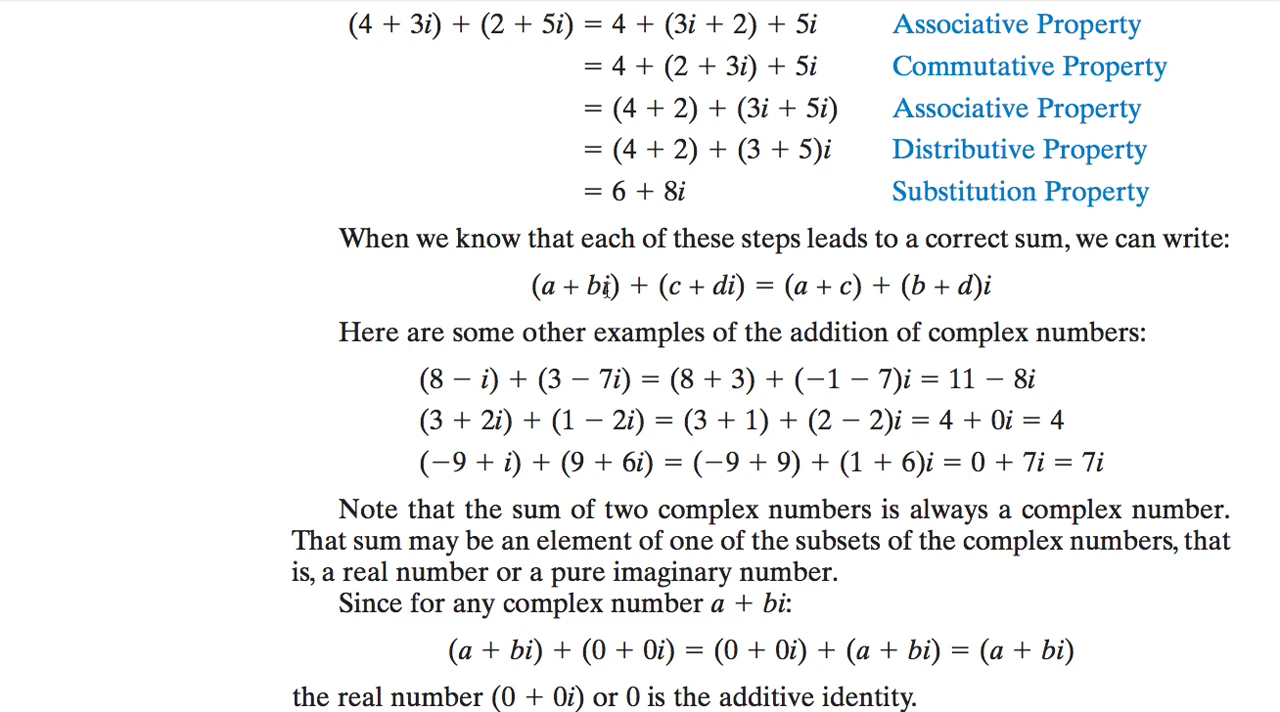 (4 + 3i) + (2 + 5i) = 4 + (3i + 2) + 5i Associative Property
= 4 + (2 + 3i) + 5i Commutative Property
= (4 + 2) + (3i + 5i) Associative Property
= (4 + 2) + (3 + 5)i Distributive Property
= 6 + 8i Substitution Property
When we know that each of these steps leads to a correct sum, we can write:
(a + bi) + (c + di) = (a + c) + (b + d)i
Here are some other examples of the addition of complex numbers:
(8 − i) + (3 − 7i) = (8 + 3) + (−1 − 7)i = 11 − 8i
(3 + 2i) + (1 − 2i) = (3 + 1) + (2 − 2)i = 4 + 0i = 4
(−9 + i) + (9 + 6i) = (−9 + 9) + (1 + 6)i = 0 + 7i = 7i
Note that the sum of two complex numbers is always a complex number.
That sum may be an element of one of the subsets of the complex numbers, that
is, a real number or a pure imaginary number.
Since for any complex number a + bi:
(a + bi) + (0 + 0i) = (0 + 0i) + (a + bi) = (a + bi)
the real number (0 + 0i) or 0 is the additive identity.